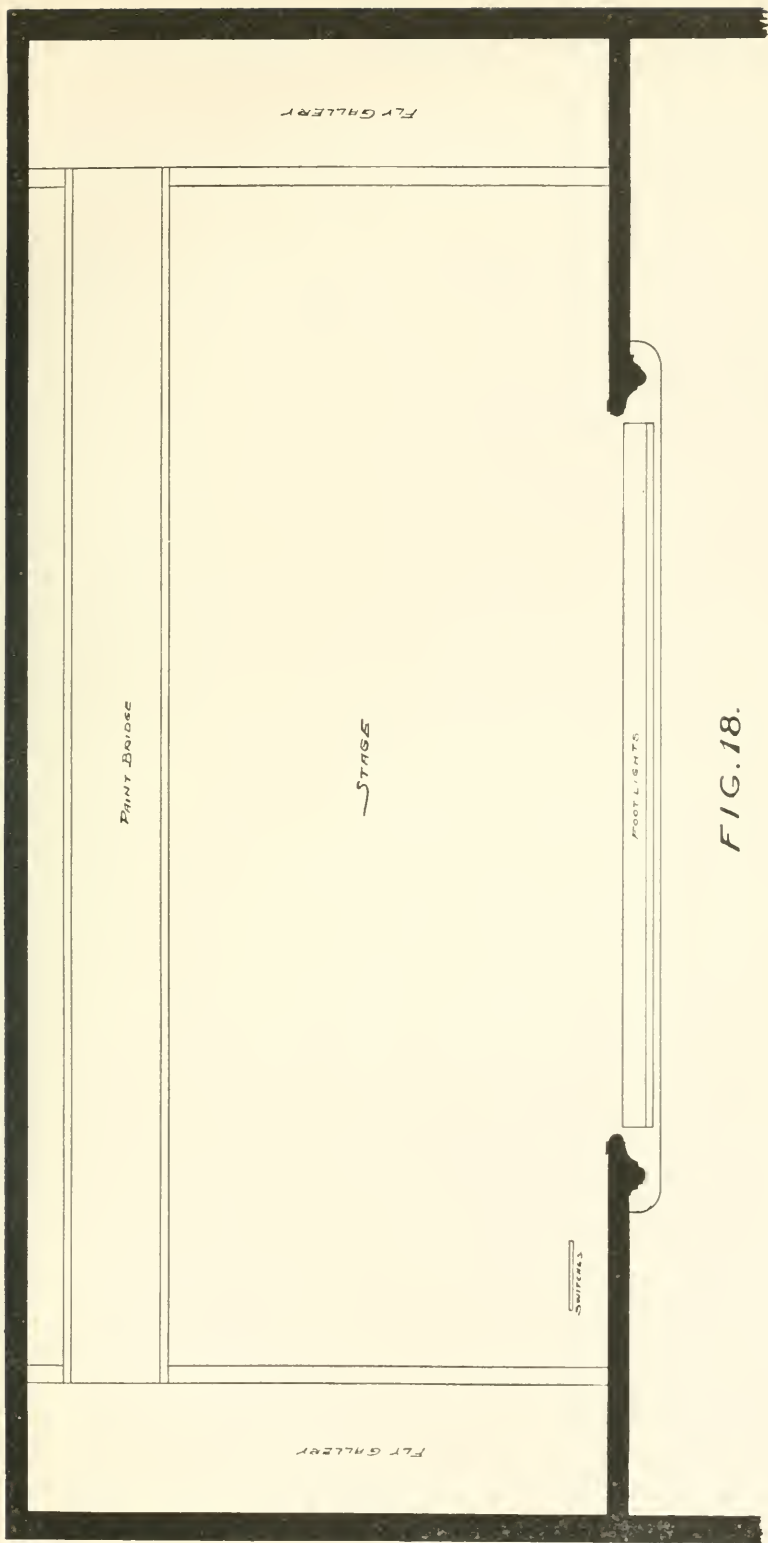 FLY GALLERY
PAINT BRIDGE
STAGE
FOOT LIGHTS
SWITCHES
FLY GALLERY
FIG. 18.